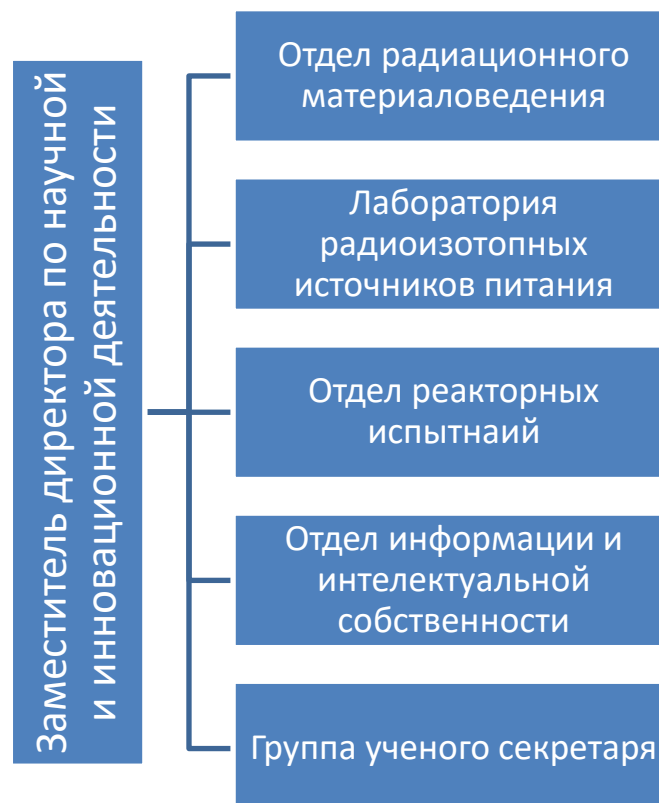 Заместитель директора по научной
и инновационной деятельности
Отдел радиационного
материаловедения
Лаборатория
радиоизотопных
источников питания
Отдел реакторных
испытнаий
Отдел информации и
интелектуальной
собственности
Группа ученого секретаря